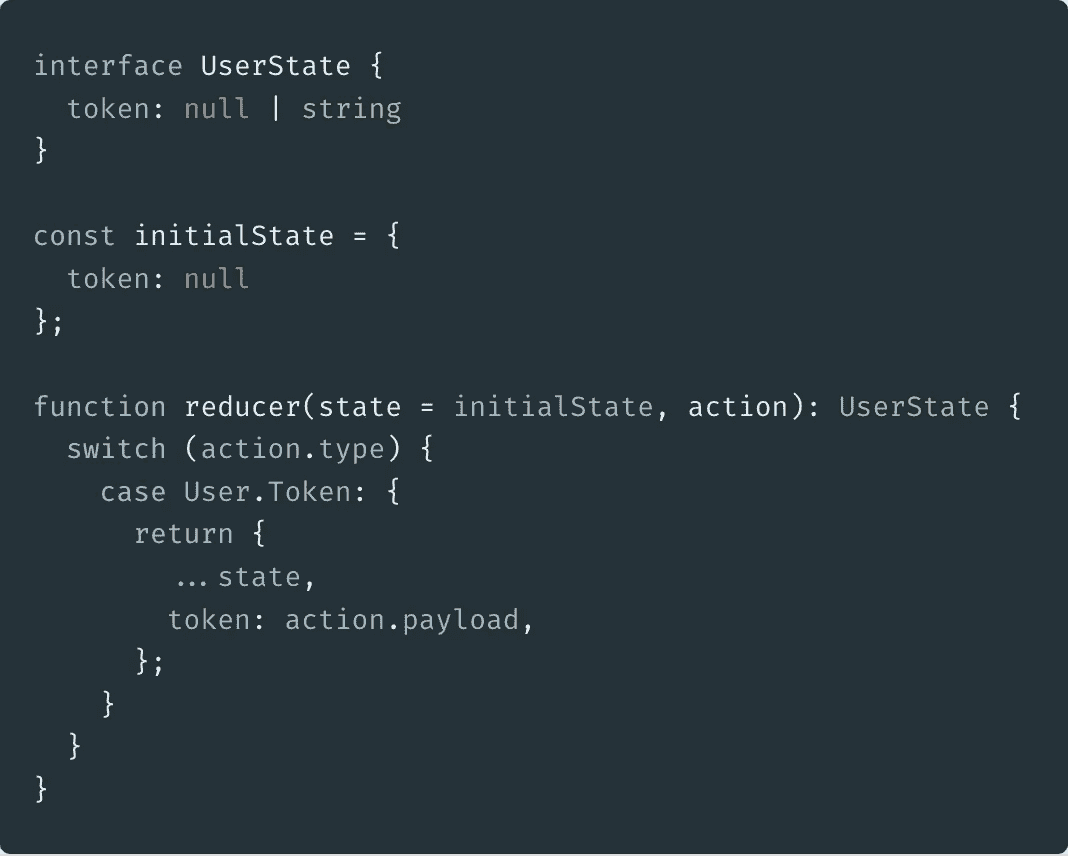 interface UserState {
  token: null | string
}

const initialState = {
  token: null
};

function reducer(state = initialState, action): UserState {
  switch (action.type) {
    case User.Token: {
      return {
        ...state,
        token: action.payload,
      };
    }
  }
}